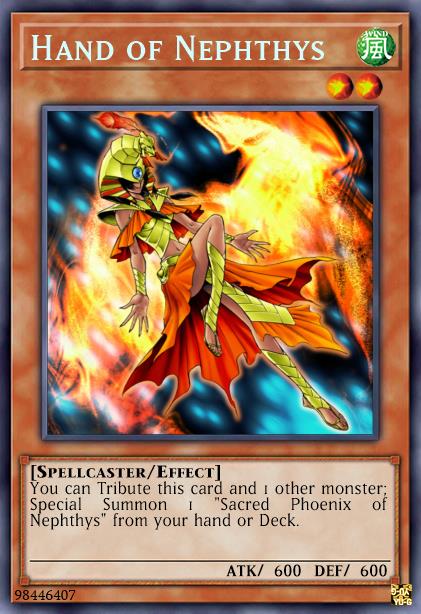 Hand of Nephthys
WIND
風
[Spellcaster/Effect]
You can Tribute this card and 1 other monster;
Special Summon 1 "Sacred Phoenix of
Nephthys" from your hand or Deck.
ATK/ 600 DEF/ 600
98446407